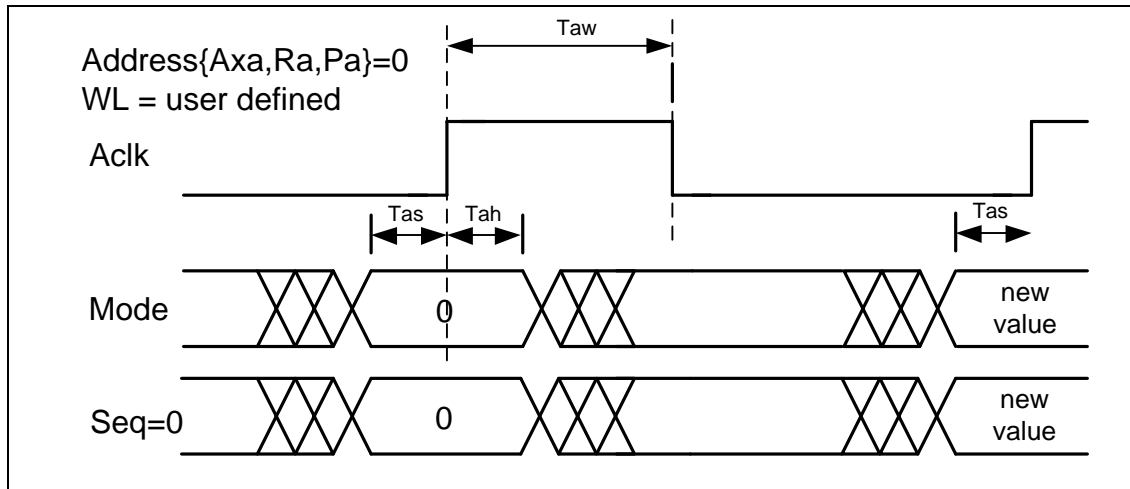 Taw
Address{Axa,Ra,Pa}=0
WL = user defined
Aclk
Tas
Tah
Tas
Mode
0
new
value
Seq=0
0
new
value